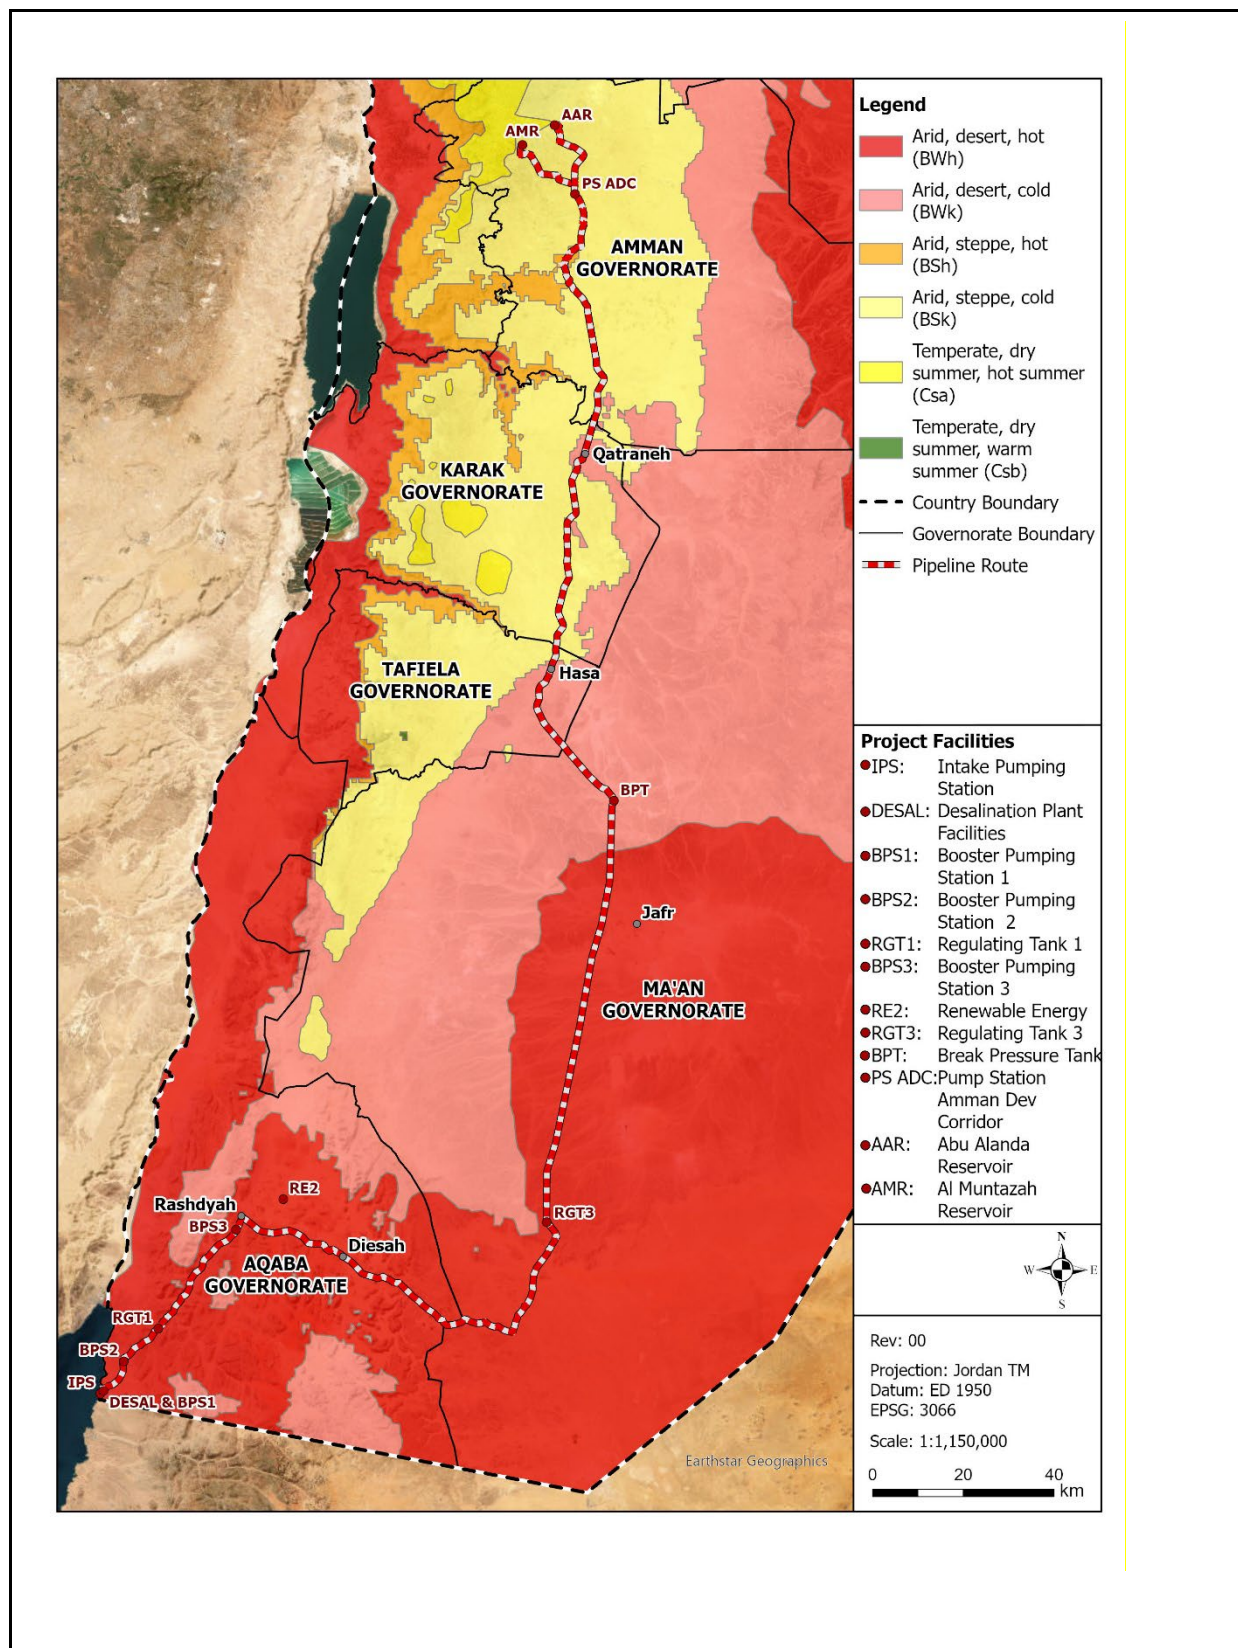 AAR
AMR
PS ADC
AMMAN
GOVERNORATE
Qatraneh
KARAK
GOVERNORATE
TAFIELA
GOVERNORATE
Hasa
BPT
Jafr
MA'AN
GOVERNORATE
RE2
Rashdyah
BPS3
RGT3
Diesah
AQABA
GOVERNORATE
RGT1
BPS2
IPS
DESAL & BPS1
Earthstar Geographics
Legend
Arid, desert, hot
(BWh)
Arid, desert, cold
(BWk)
Arid, steppe, hot
(BSh)
Arid, steppe, cold
(BSk)
Temperate, dry
summer, hot summer
(Csa)
Temperate, dry
summer, warm
summer (Csb)
Country Boundary
Governorate Boundary
Pipeline Route
Project Facilities
IPS: Intake Pumping
Station
DESAL: Desalination Plant
Facilities
BPS1: Booster Pumping
Station 1
BPS2: Booster Pumping
Station 2
RGT1: Regulating Tank 1
BPS3: Booster Pumping
Station 3
RE2: Renewable Energy
RGT3: Regulating Tank 3
BPT: Break Pressure Tank
PS ADC: Pump Station
Amman Dev
Corridor
AAR: Abu Alanda
Reservoir
AMR: Al Muntazah
Reservoir
N
W E
S
Rev: 00
Projection: Jordan TM
Datum: ED 1950
EPSG: 3066
Scale: 1:1,150,000
0 20 40
km